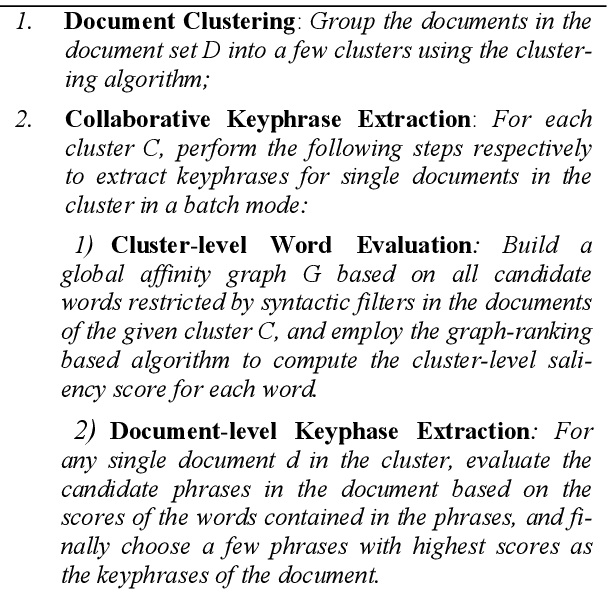 1. Document Clustering: Group the documents in the
document set D into a few clusters using the cluster-
ing algorithm;
2. Collaborative Keyphrase Extraction: For each
cluster C, perform the following steps respectively
to extract keyphrases for single documents in the
cluster in a batch mode:
1) Cluster-level Word Evaluation: Build a
global affinity graph G based on all candidate
words restricted by syntactic filters in the documents
of the given cluster C, and employ the graph-ranking
based algorithm to compute the cluster-level sali-
ency score for each word.
2) Document-level Keyphase Extraction: For
any single document d in the cluster, evaluate the
candidate phrases in the document based on the
scores of the words contained in the phrases, and fi-
nally choose a few phrases with highest scores as
the keyphrases of the document.